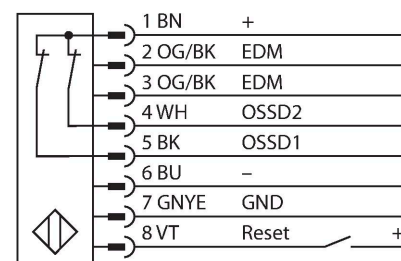 1 BN +
2 OG/BK EDM
3 OG/BK EDM
4 WH OSSD2
5 BK OSSD1
6 BU –
7 GNYE GND
8 VT Reset +